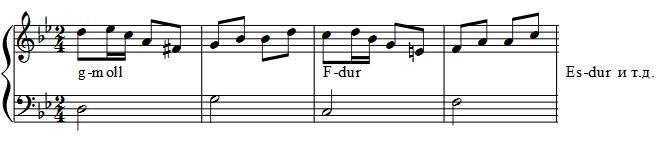 g-moll F-dur Es-dur и т.д.